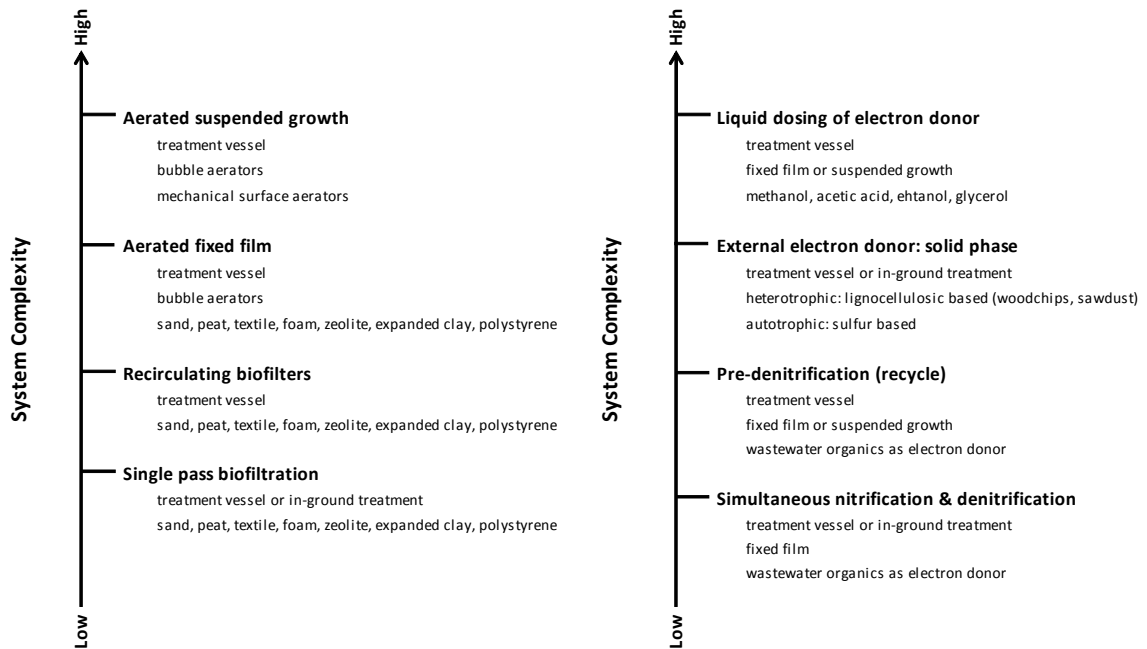 High
Aerated suspended growth
treatment vessel
bubble aerators
mechanical surface aerators
Aerated fixed film
treatment vessel
bubble aerators
sand, peat, textile, foam, zeolite, expanded clay, polystyrene
Recirculating biofilters
treatment vessel
sand, peat, textile, foam, zeolite, expanded clay, polystyrene
Single pass biofiltration
treatment vessel or in-ground treatment
sand, peat, textile, foam, zeolite, expanded clay, polystyrene
System Complexity
Low
High
Liquid dosing of electron donor
treatment vessel
fixed film or suspended growth
methanol, acetic acid, ehtanol, glycerol
External electron donor: solid phase
treatment vessel or in-ground treatment
heterotrophic: lignocellulosic based (woodchips, sawdust)
autotrophic: sulfur based
Pre-denitrification (recycle)
treatment vessel
fixed film or suspended growth
wastewater organics as electron donor
Simultaneous nitrification & denitrification
treatment vessel or in-ground treatment
fixed film
wastewater organics as electron donor
System Complexity
Low